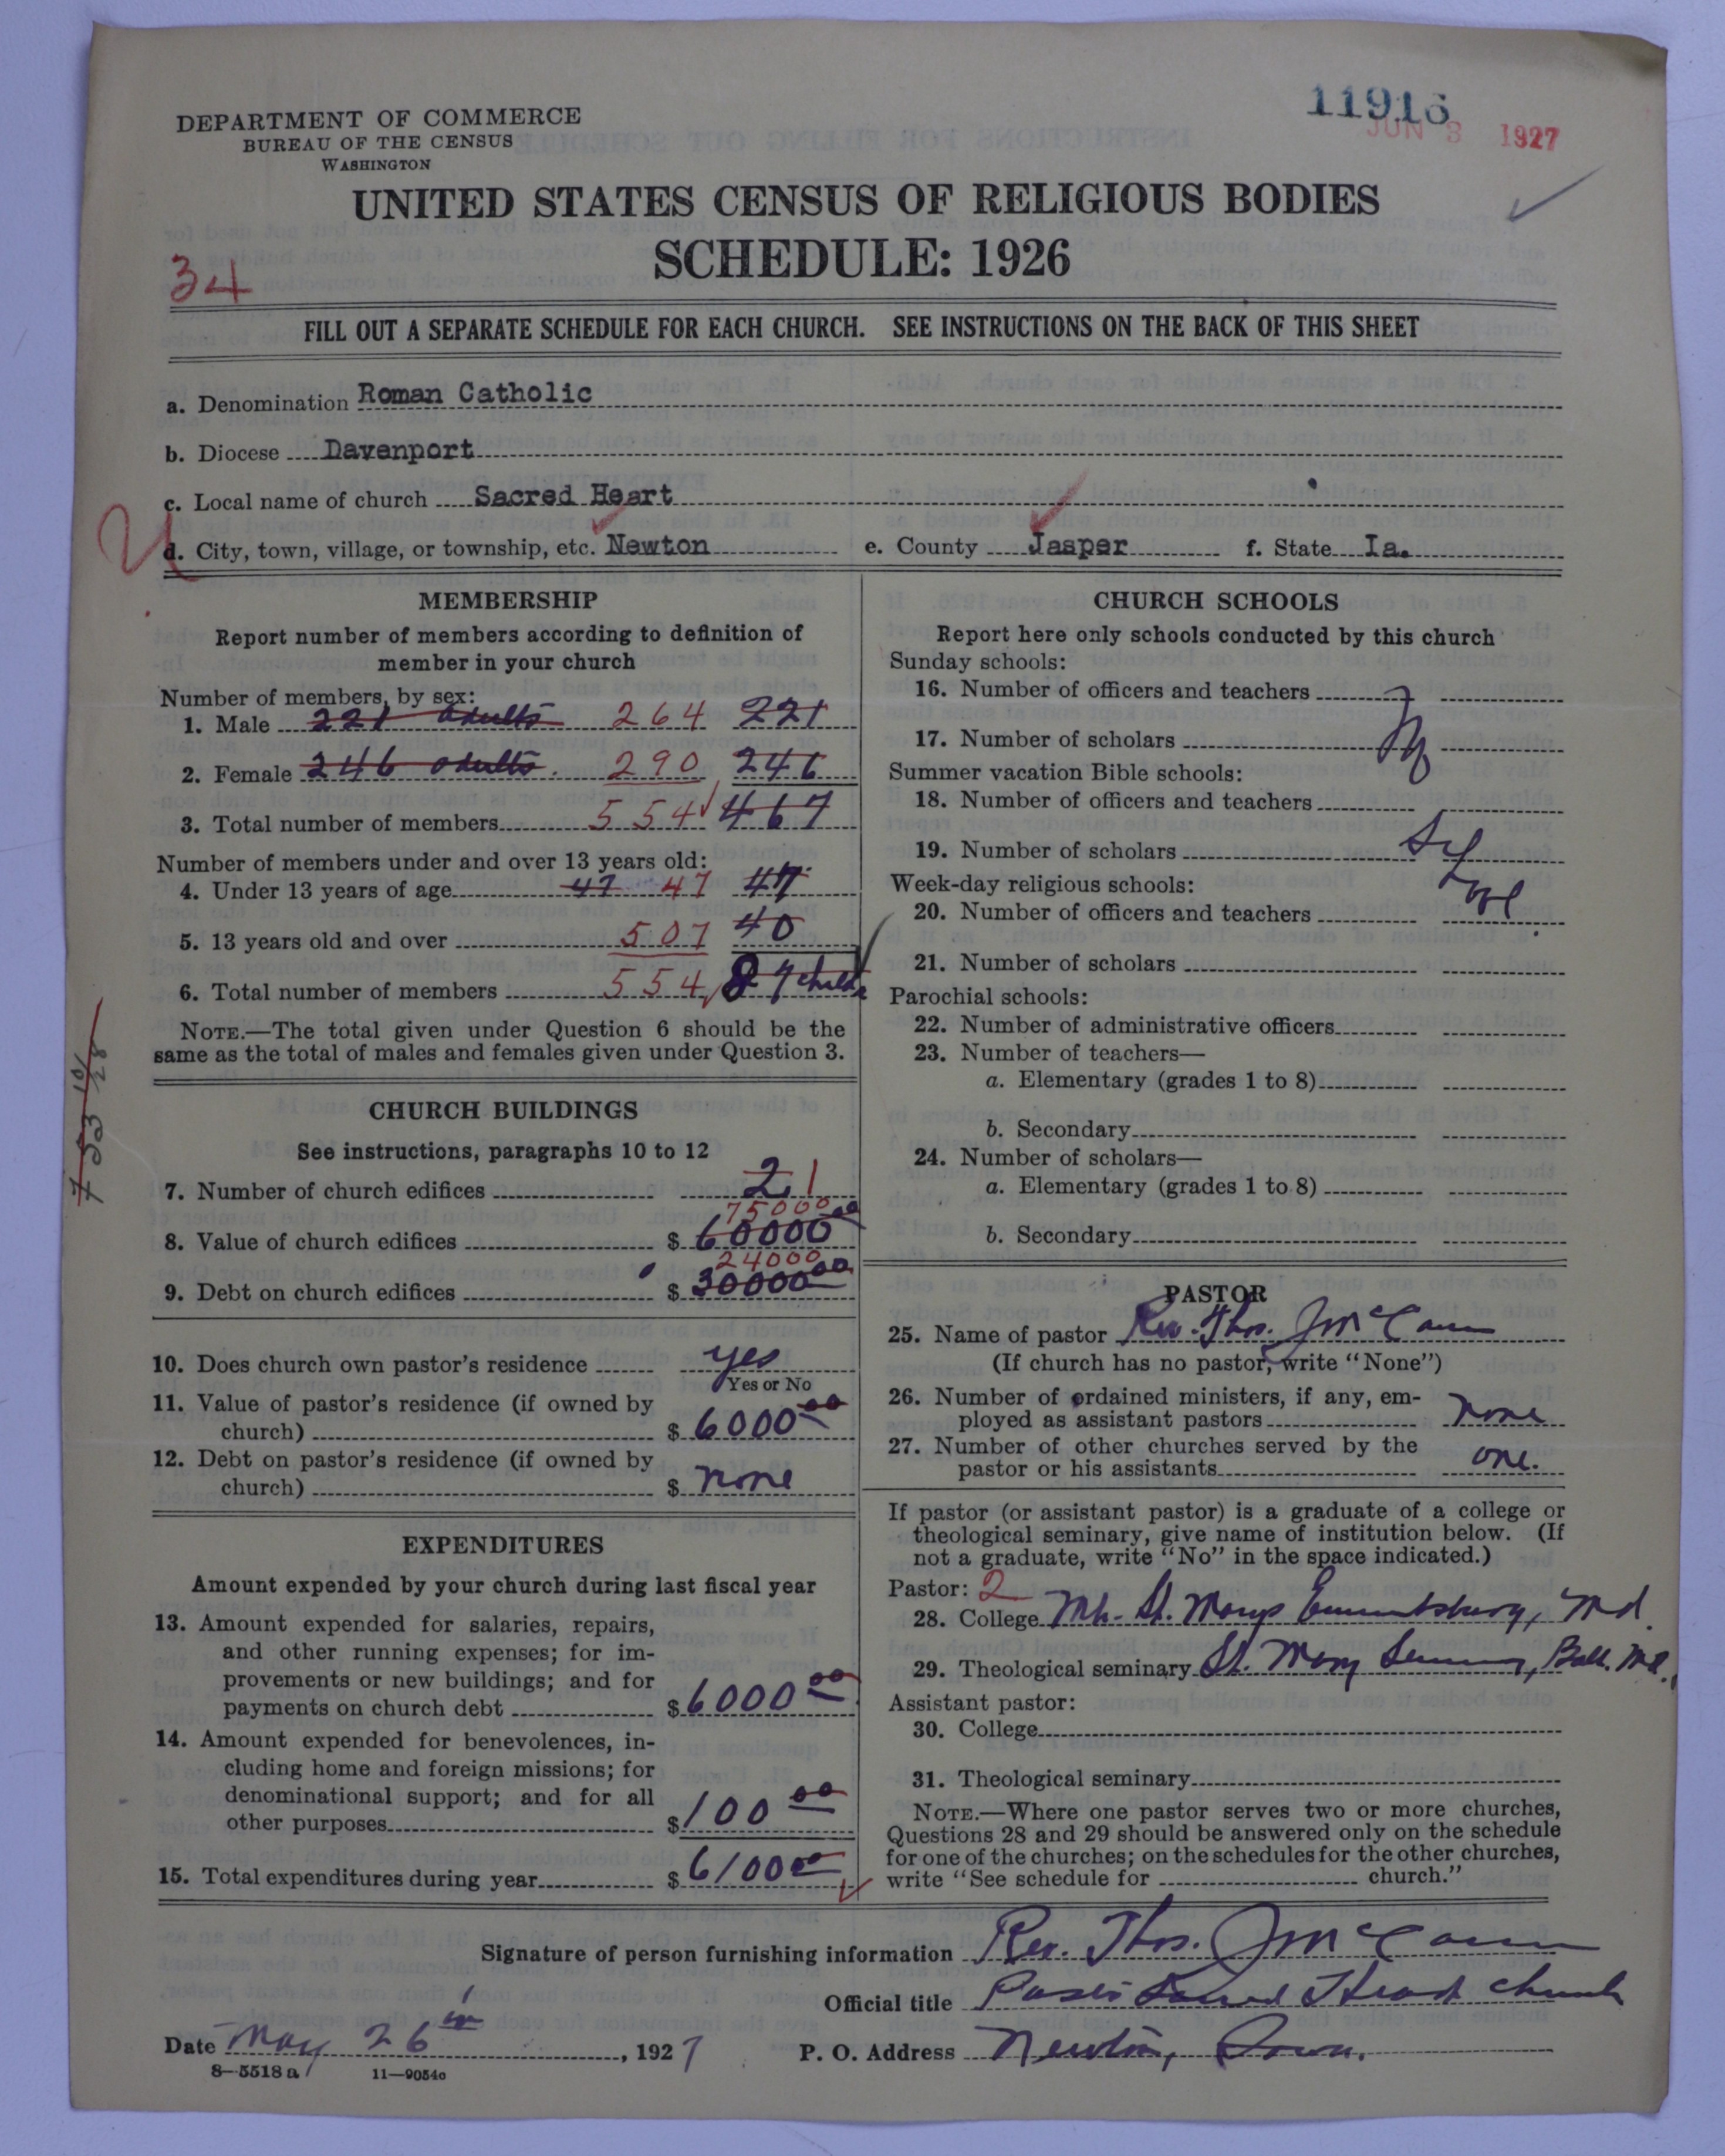 DEPARTMENT OF COMMERCE
BUREAU OF THE CENSUS
WASHINGTON
11916
JUN 8 1927
UNITED STATES CENSUS OF RELIGIOUS BODIES
SCHEDULE: 1926
34
FILL OUT A SEPARATE SCHEDULE FOR EACH CHURCH. SEE INSTRUCTIONS ON THE BACK OF THIS SHEET
a. Denomination Roman Catholic
b. Diocese Davenport
c. Local name of church Sacred Heart
d. City, town, village, or township, etc. Newton e. County Jasper f. State Ia.
MEMBERSHIP
Report number of members according to definition of
member in your church
Number of members, by sex:
1. Male 221 adults 264 221
2. Female 246 adults. 290 246
3. Total number of members 554 467
Number of members under and over 13 years old:
4. Under 13 years of age 47 47 47
5. 13 years old and over 507 40
6. Total number of members 554 87
NOTE.—The total given under Question 6 should be the
same as the total of males and females given under Question 3.
CHURCH BUILDINGS
See instructions, paragraphs 10 to 12
7. Number of church edifices 2 1
75000
8. Value of church edifices $ 60000 00
24000
9. Debt on church edifices $ 30000 00
10. Does church own pastor's residence yes
Yes or No
11. Value of pastor's residence (if owned by
church) $ 6000 00
12. Debt on pastor's residence (if owned by
church) $ none
EXPENDITURES
Amount expended by your church during last fiscal year
13. Amount expended for salaries, repairs,
and other running expenses; for im-
provements or new buildings; and for
payments on church debt $ 6000 00
14. Amount expended for benevolences, in-
cluding home and foreign missions; for
denominational support; and for all
other purposes $ 100 00
15. Total expenditures during year $ 6100 00
CHURCH SCHOOLS
Report here only schools conducted by this church
Sunday schools:
16. Number of officers and teachers
17. Number of scholars
Summer vacation Bible schools:
18. Number of officers and teachers
19. Number of scholars
Week-day religious schools:
20. Number of officers and teachers
21. Number of scholars
Parochial schools:
22. Number of administrative officers
23. Number of teachers—
a. Elementary (grades 1 to 8)
b. Secondary
24. Number of scholars—
a. Elementary (grades 1 to 8)
b. Secondary
PASTOR
25. Name of pastor Rev. Thos. J McCann
(If church has no pastor, write "None")
26. Number of ordained ministers, if any, em-
ployed as assistant pastors none
27. Number of other churches served by the
pastor or his assistants one.
If pastor (or assistant pastor) is a graduate of a college or
theological seminary, give name of institution below. (If
not a graduate, write "No" in the space indicated.)
Pastor: 2
28. College Mt. St. Marys Emmitsburg, Md.
29. Theological seminary St. Mary Seminary, Balt. Md.
Assistant pastor:
30. College
31. Theological seminary
NOTE.—Where one pastor serves two or more churches,
Questions 28 and 29 should be answered only on the schedule
for one of the churches; on the schedules for the other churches,
write "See schedule for church."
Signature of person furnishing information Rev. Thos. J McCann
Official title Pastor Sacred Heart Church
Date May 26 , 1927 P. O. Address Newton, Iowa.
8—5518 a 11—9054c